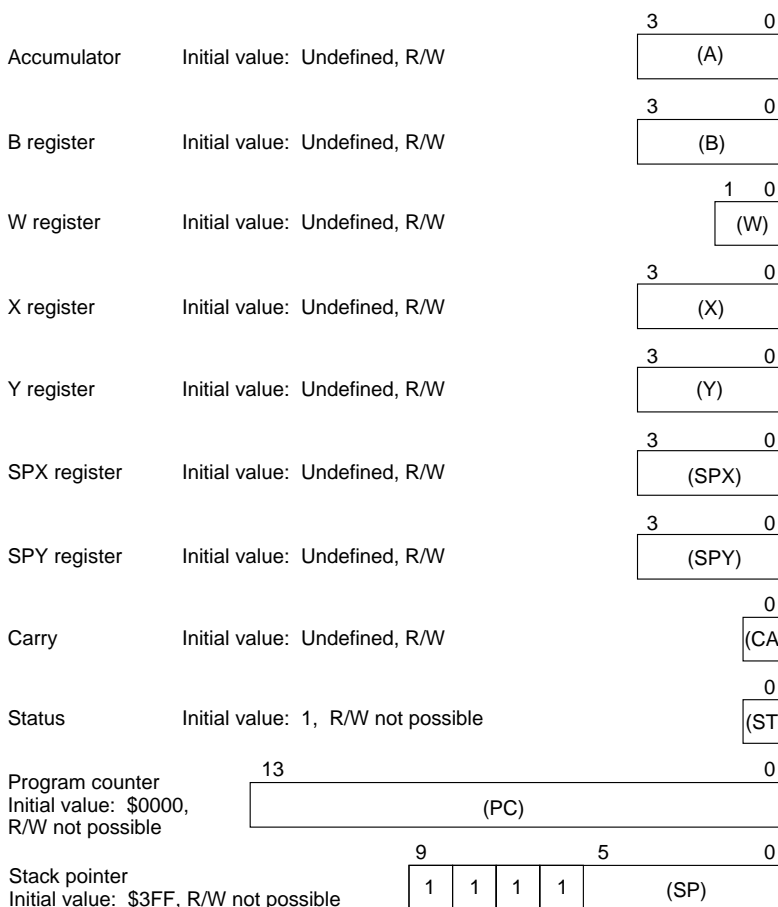 3 0
Accumulator Initial value: Undefined, R/W (A)
3 0
B register Initial value: Undefined, R/W (B)
1 0
W register Initial value: Undefined, R/W (W)
3 0
X register Initial value: Undefined, R/W (X)
3 0
Y register Initial value: Undefined, R/W (Y)
3 0
SPX register Initial value: Undefined, R/W (SPX)
3 0
SPY register Initial value: Undefined, R/W (SPY)
0
Carry Initial value: Undefined, R/W (CA
0
Status Initial value: 1, R/W not possible (ST
13 0
Program counter
Initial value: $0000, (PC)
R/W not possible
9 5 0
Stack pointer
Initial value: $3FF, R/W not possible 1 1 1 1 (SP)